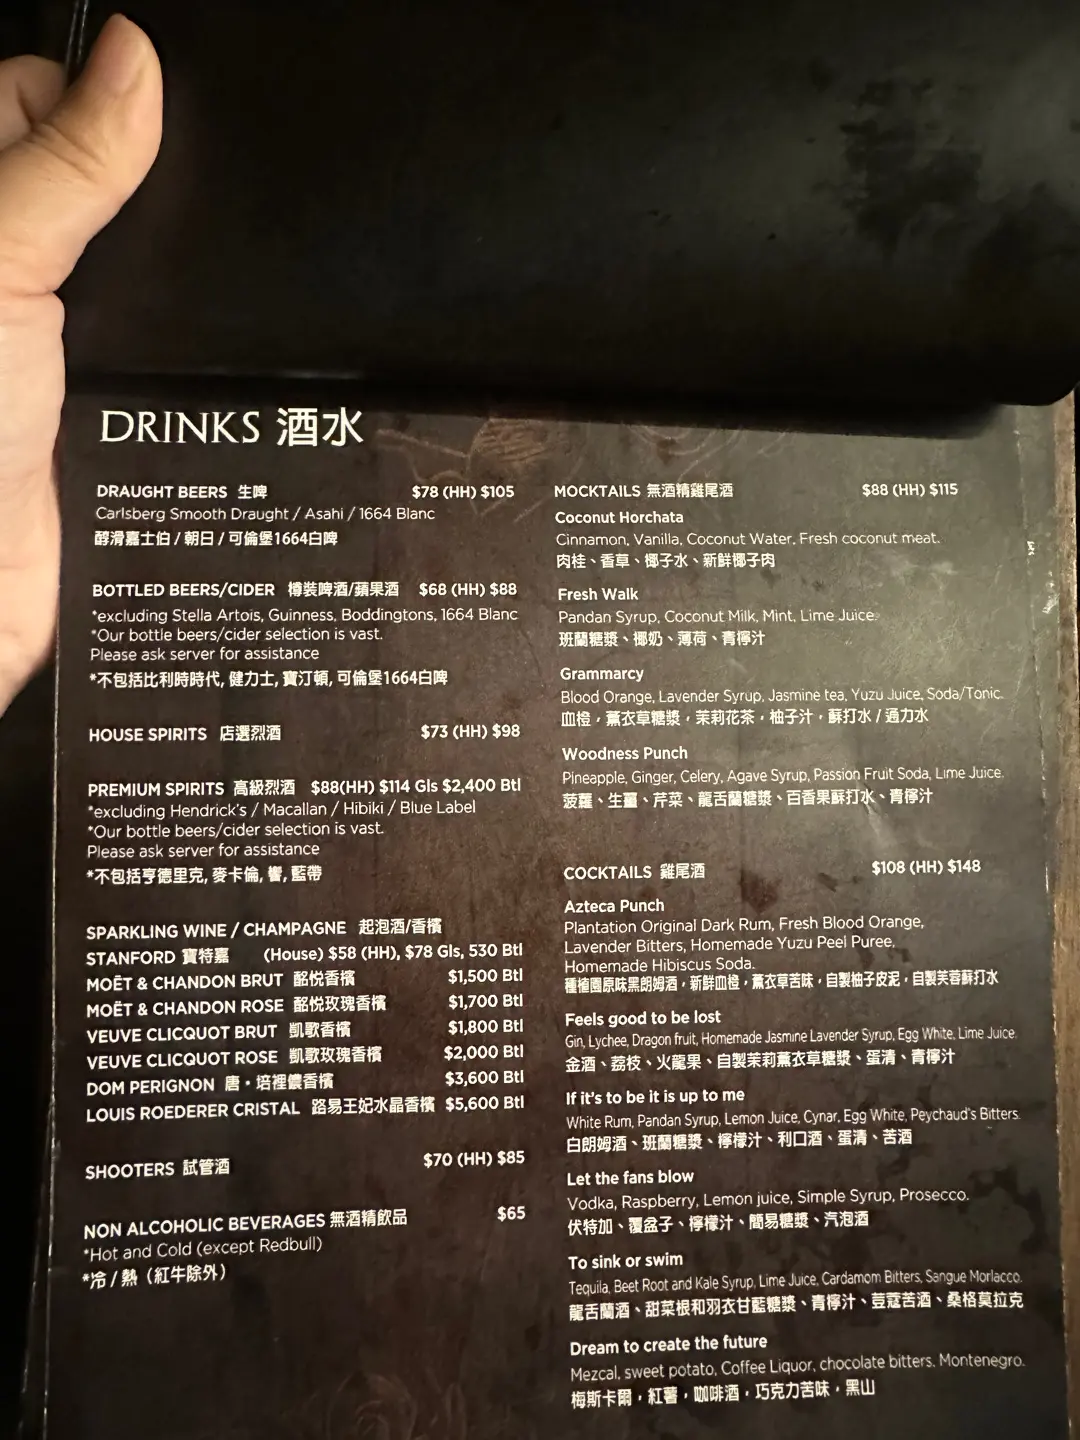 DRINKS 酒水
DRAUGHT BEERS 生啤 $78 (HH) $105
Carlsberg Smooth Draught / Asahi / 1664 Blanc
醇滑嘉士伯 / 朝日 / 可倫堡1664白啤
BOTTLED BEERS/CIDER 樽裝啤酒/蘋果酒 $68 (HH) $88
*excluding Stella Artois, Guinness, Boddingtons, 1664 Blanc
*Our bottle beers/cider selection is vast.
Please ask server for assistance
*不包括比利時時代, 健力士, 寶汀頓, 可倫堡1664白啤
HOUSE SPIRITS 店選烈酒 $73 (HH) $98
PREMIUM SPIRITS 高級烈酒 $88(HH) $114 Gls $2,400 Btl
*excluding Hendrick's / Macallan / Hibiki / Blue Label
*Our bottle beers/cider selection is vast.
Please ask server for assistance
*不包括亨德里克, 麥卡倫, 響, 藍帶
SPARKLING WINE / CHAMPAGNE 起泡酒/香檳
STANFORD 寶特嘉 (House) $58 (HH), $78 Gls, 530 Btl
MOËT & CHANDON BRUT 酩悦香檳 $1,500 Btl
MOËT & CHANDON ROSE 酩悦玫瑰香檳 $1,700 Btl
VEUVE CLICQUOT BRUT 凱歌香檳 $1,800 Btl
VEUVE CLICQUOT ROSE 凱歌玫瑰香檳 $2,000 Btl
DOM PERIGNON 唐・培裡儂香檳 $3,600 Btl
LOUIS ROEDERER CRISTAL 路易王妃水晶香檳 $5,600 Btl
SHOOTERS 試管酒 $70 (HH) $85
NON ALCOHOLIC BEVERAGES 無酒精飲品 $65
*Hot and Cold (except Redbull)
*冷 / 熱（紅牛除外）
MOCKTAILS 無酒精雞尾酒 $88 (HH) $115
Coconut Horchata
Cinnamon, Vanilla, Coconut Water, Fresh coconut meat.
肉桂、香草、椰子水、新鮮椰子肉
Fresh Walk
Pandan Syrup, Coconut Milk, Mint, Lime Juice.
班蘭糖漿、椰奶、薄荷、青檸汁
Grammarcy
Blood Orange, Lavender Syrup, Jasmine tea, Yuzu Juice, Soda/Tonic.
血橙，薰衣草糖漿，茉莉花茶，柚子汁，蘇打水 / 通力水
Woodness Punch
Pineapple, Ginger, Celery, Agave Syrup, Passion Fruit Soda, Lime Juice.
菠蘿、生薑、芹菜、龍舌蘭糖漿、百香果蘇打水、青檸汁
COCKTAILS 雞尾酒 $108 (HH) $148
Azteca Punch
Plantation Original Dark Rum, Fresh Blood Orange,
Lavender Bitters, Homemade Yuzu Peel Puree,
Homemade Hibiscus Soda.
種植園原味黑朗姆酒，新鮮血橙，薰衣草苦味，自製柚子皮泥，自製芙蓉蘇打水
Feels good to be lost
Gin, Lychee, Dragon fruit, Homemade Jasmine Lavender Syrup, Egg White, Lime Juice.
金酒、荔枝、火龍果、自製茉莉薰衣草糖漿、蛋清、青檸汁
If it's to be it is up to me
White Rum, Pandan Syrup, Lemon Juice, Cynar, Egg White, Peychaud's Bitters.
白朗姆酒、班蘭糖漿、檸檬汁、利口酒、蛋清、苦酒
Let the fans blow
Vodka, Raspberry, Lemon juice, Simple Syrup, Prosecco.
伏特加、覆盆子、檸檬汁、簡易糖漿、汽泡酒
To sink or swim
Tequila, Beet Root and Kale Syrup, Lime Juice, Cardamom Bitters, Sangue Morlacco.
龍舌蘭酒、甜菜根和羽衣甘藍糖漿、青檸汁、荳蔻苦酒、桑格莫拉克
Dream to create the future
Mezcal, sweet potato, Coffee Liquor, chocolate bitters. Montenegro.
梅斯卡爾，紅薯，咖啡酒，巧克力苦味，黑山